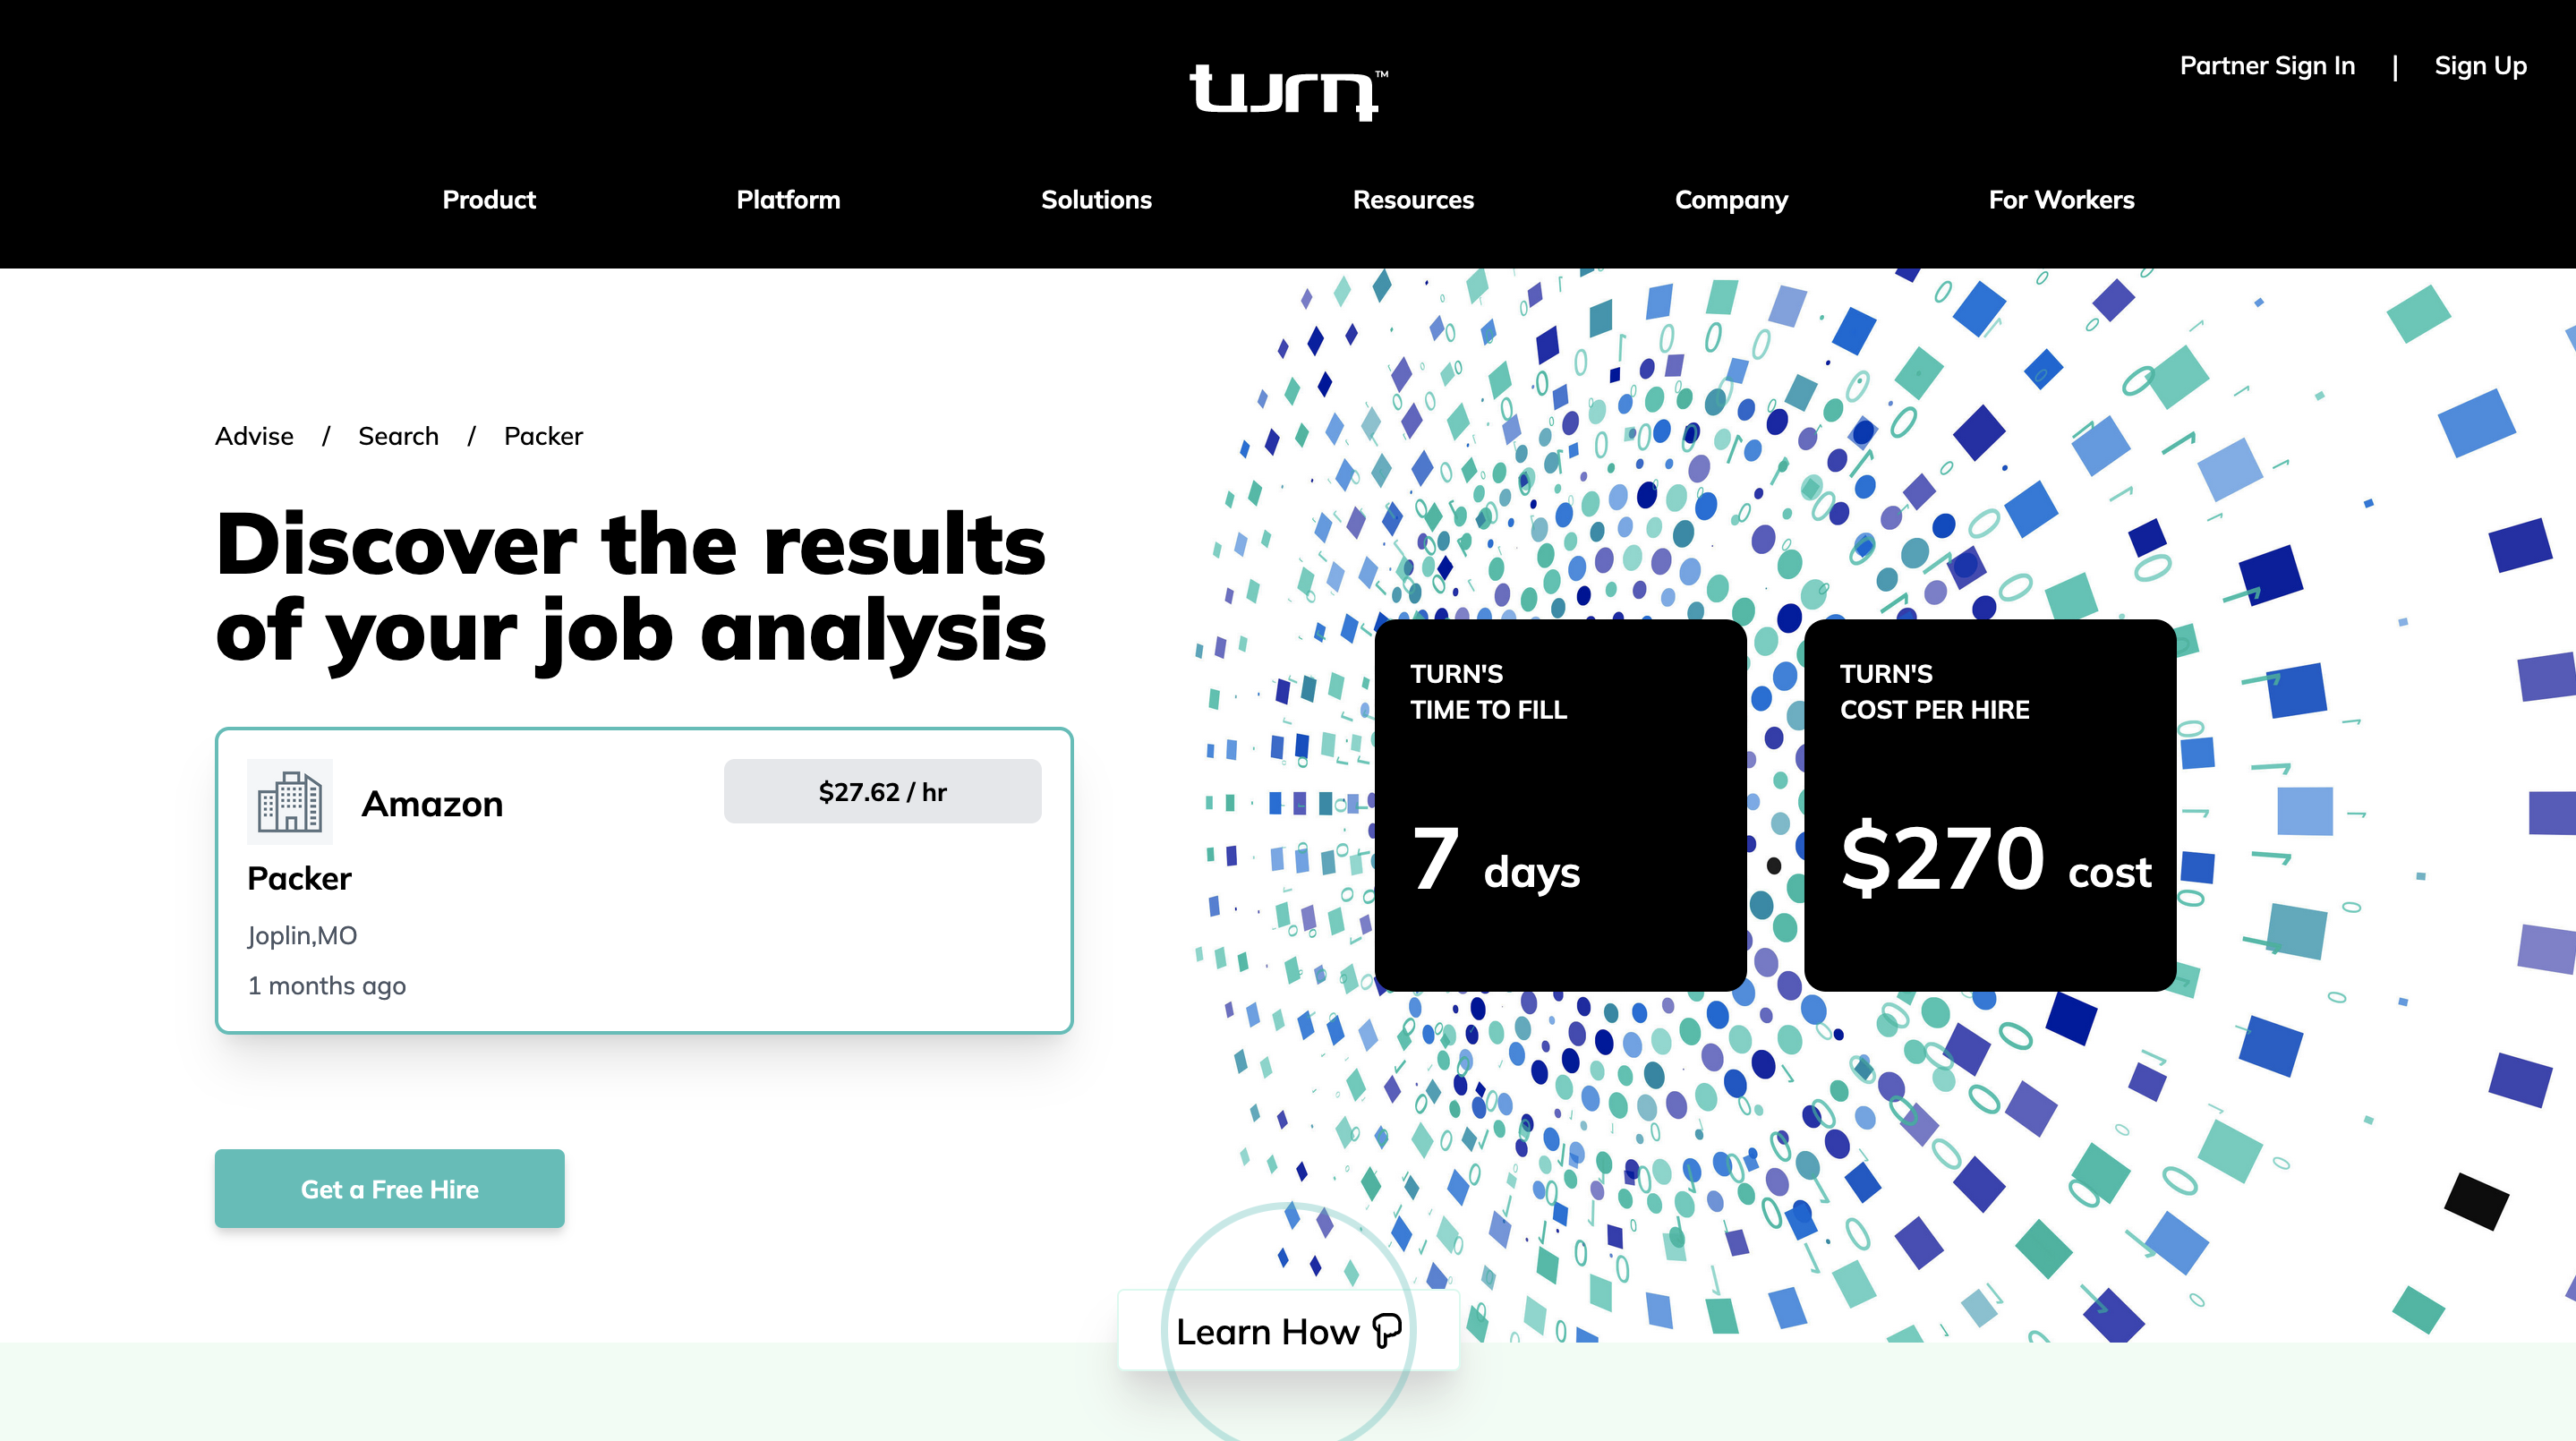 turn™
Partner Sign In | Sign Up
Product Platform Solutions Resources Company For Workers
Advise / Search / Packer
Discover the results
of your job analysis
Amazon
$27.62 / hr
Packer
Joplin,MO
1 months ago
Get a Free Hire
TURN'S
TIME TO FILL
7 days
TURN'S
COST PER HIRE
$270 cost
Learn How